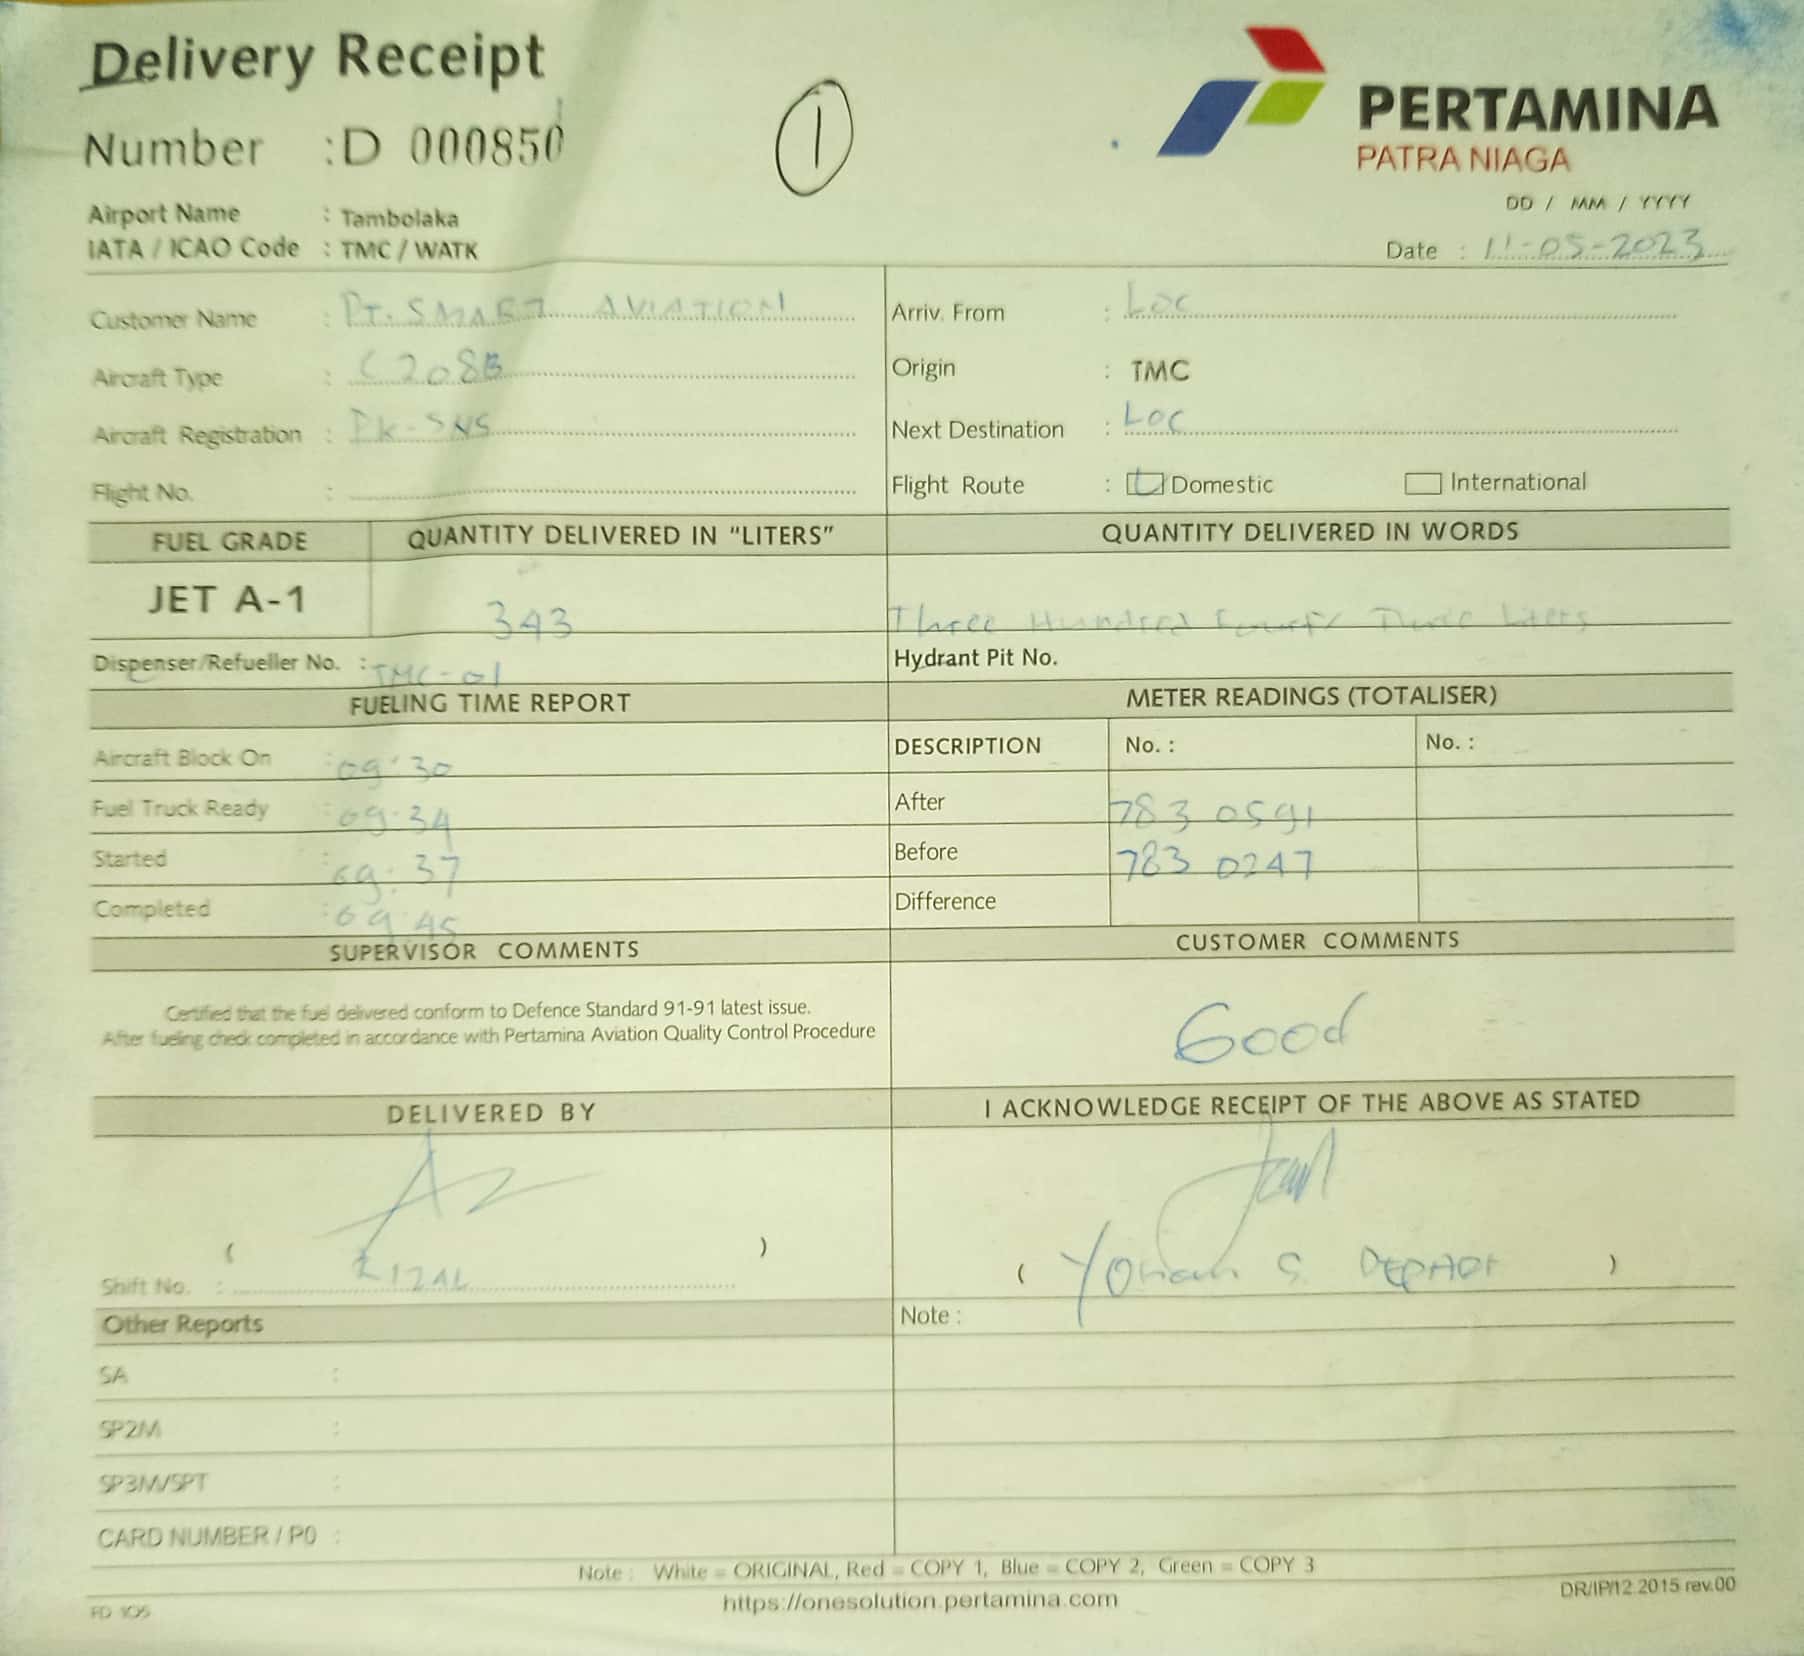 Delivery Receipt
Number : D 000850
1
PERTAMINA
PATRA NIAGA
Airport Name : Tambolaka
IATA / ICAO Code : TMC / WATK
DD / MM / YYYY
Date : 11-05-2023
Customer Name : PT. SMART AVIATION
Arriv. From : Loc
Aircraft Type : C 208B
Origin : TMC
Aircraft Registration : PK-SNS
Next Destination : Loc
Flight No. :
Flight Route : Domestic International
FUEL GRADE QUANTITY DELIVERED IN "LITERS" QUANTITY DELIVERED IN WORDS
JET A-1 343 Three Hundred Liters
Dispenser/Refueller No. : TMC-01 Hydrant Pit No.
FUELING TIME REPORT METER READINGS (TOTALISER)
Aircraft Block On : 09:30 DESCRIPTION No. : No. :
Fuel Truck Ready : 09:34 After 783 0591
Started : 09:37 Before 783 0247
Completed : 09:45 Difference
SUPERVISOR COMMENTS CUSTOMER COMMENTS
Certified that the fuel delivered conform to Defence Standard 91-91 latest issue.
After fueling check completed in accordance with Pertamina Aviation Quality Control Procedure
Good
DELIVERED BY I ACKNOWLEDGE RECEIPT OF THE ABOVE AS STATED
( )
Shift No. : RIZAL
( S. )
Other Reports Note :
SA :
SP2M :
SP3M/SPT :
CARD NUMBER / P0 :
Note : White = ORIGINAL, Red = COPY 1, Blue = COPY 2, Green = COPY 3
https://onesolution.pertamina.com
FD 105
DR/IP/12.2015 rev.00